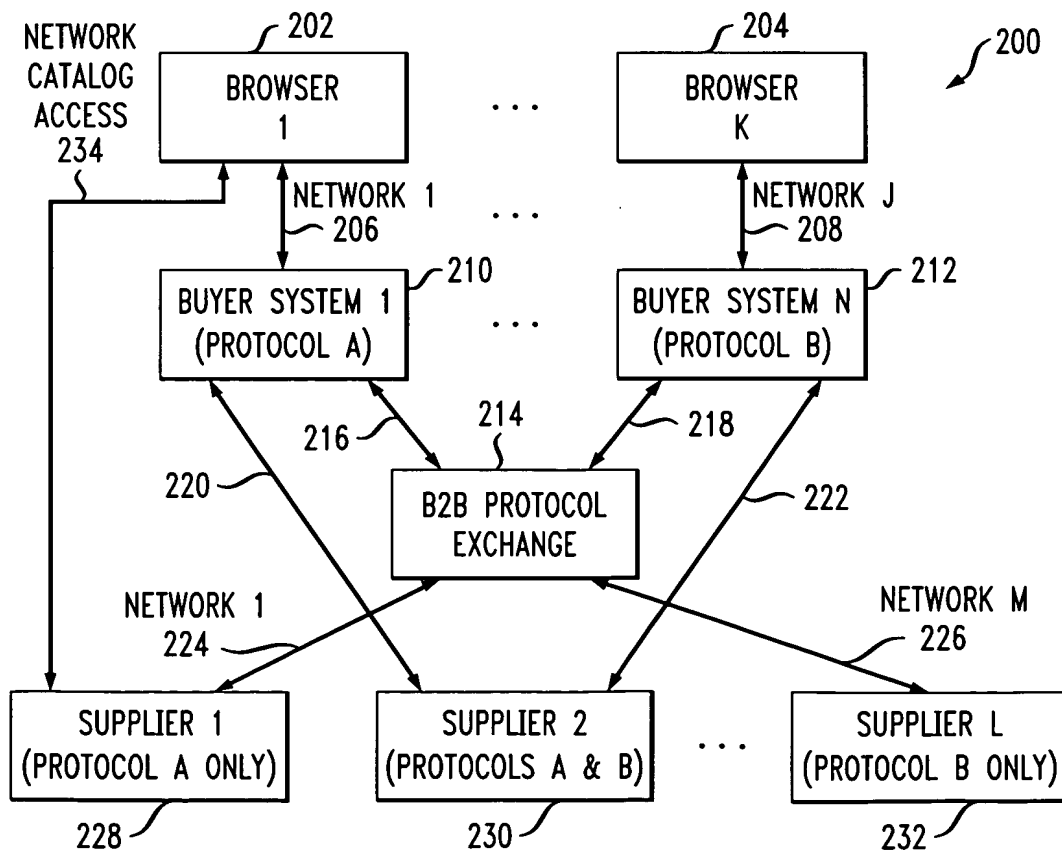 NETWORK
CATALOG
ACCESS
234
202
BROWSER
1
. . .
204
BROWSER
K
200
NETWORK 1
206
. . .
NETWORK J
208
210
BUYER SYSTEM 1
(PROTOCOL A)
. . .
212
BUYER SYSTEM N
(PROTOCOL B)
216
214
218
220
222
B2B PROTOCOL
EXCHANGE
NETWORK 1
224
NETWORK M
226
SUPPLIER 1
(PROTOCOL A ONLY)
228
SUPPLIER 2
(PROTOCOLS A & B)
230
. . .
SUPPLIER L
(PROTOCOL B ONLY)
232